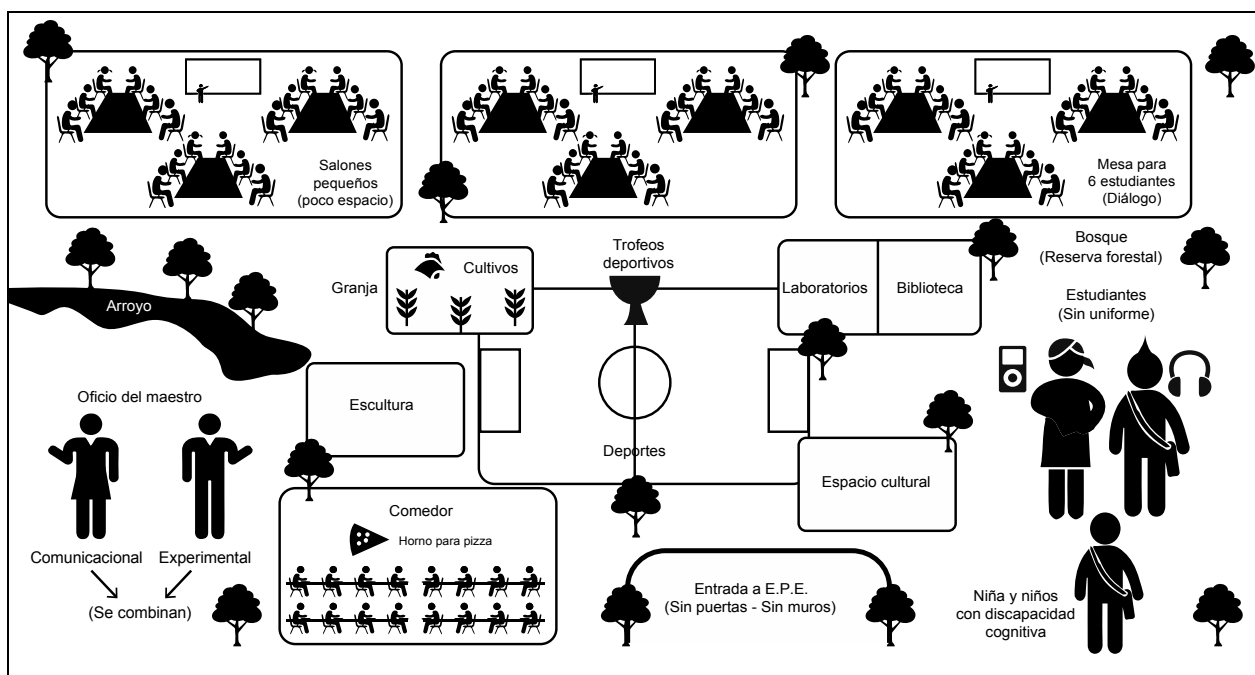 Salones
pequeños
(poco espacio)
Mesa para
6 estudiantes
(Diálogo)
Bosque
(Reserva forestal)
Trofeos
deportivos
Cultivos
Granja
Laboratorios
Biblioteca
Arroyo
Estudiantes
(Sin uniforme)
Oficio del maestro
Escultura
Deportes
Espacio cultural
Comedor
Horno para pizza
Comunicacional
Experimental
(Se combinan)
Entrada a E.P.E.
(Sin puertas - Sin muros)
Niña y niños
con discapacidad
cognitiva